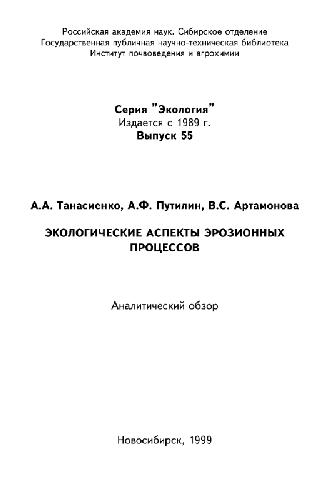 Российская академия наук. Сибирское отделение
Государственная публичная научно-техническая библиотека
Институт почвоведения и агрохимии
Серия "Экология"
Издается с 1989 г.
Выпуск 55
А.А. Танасиенко, А.Ф. Путилин, В.С. Артамонова
ЭКОЛОГИЧЕСКИЕ АСПЕКТЫ ЭРОЗИОННЫХ
ПРОЦЕССОВ
Аналитический обзор
Новосибирск, 1999